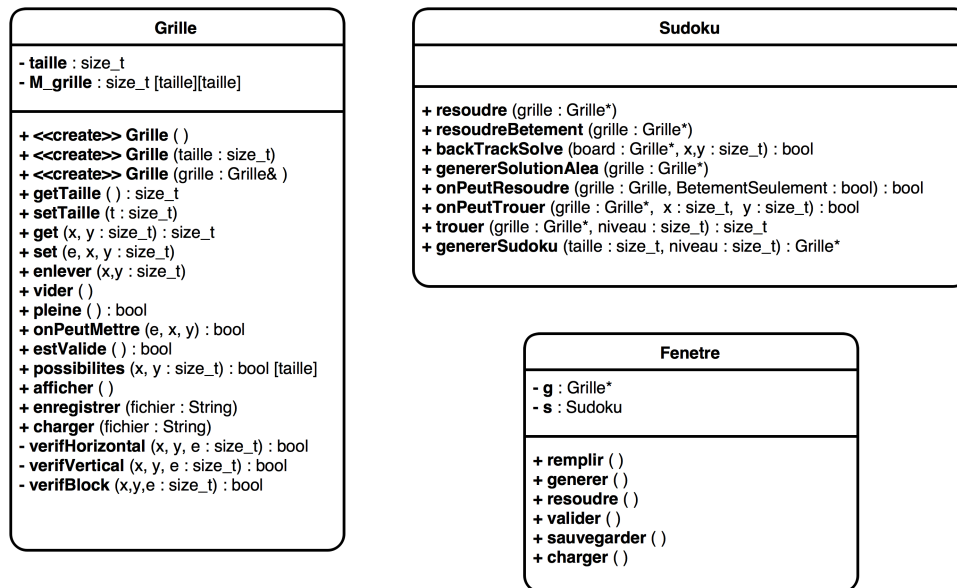 Grille
- taille : size_t
- M_grille : size_t [taille][taille]
+ <<create>> Grille ( )
+ <<create>> Grille (taille : size_t)
+ <<create>> Grille (grille : Grille& )
+ getTaille ( ) : size_t
+ setTaille (t : size_t)
+ get (x, y : size_t) : size_t
+ set (e, x, y : size_t)
+ enlever (x,y : size_t)
+ vider ( )
+ pleine ( ) : bool
+ onPeutMettre (e, x, y) : bool
+ estValide ( ) : bool
+ possibilites (x, y : size_t) : bool [taille]
+ afficher ( )
+ enregistrer (fichier : String)
+ charger (fichier : String)
- verifHorizontal (x, y, e : size_t) : bool
- verifVertical (x, y, e : size_t) : bool
- verifBlock (x,y,e : size_t) : bool
Sudoku
+ resoudre (grille : Grille*)
+ resoudreBetement (grille : Grille*)
+ backTrackSolve (board : Grille*, x,y : size_t) : bool
+ genererSolutionAlea (grille : Grille*)
+ onPeutResoudre (grille : Grille, BetementSeulement : bool) : bool
+ onPeutTrouer (grille : Grille*, x : size_t, y : size_t) : bool
+ trouer (grille : Grille*, niveau : size_t) : size_t
+ genererSudoku (taille : size_t, niveau : size_t) : Grille*
Fenetre
- g : Grille*
- s : Sudoku
+ remplir ( )
+ generer ( )
+ resoudre ( )
+ valider ( )
+ sauvegarder ( )
+ charger ( )